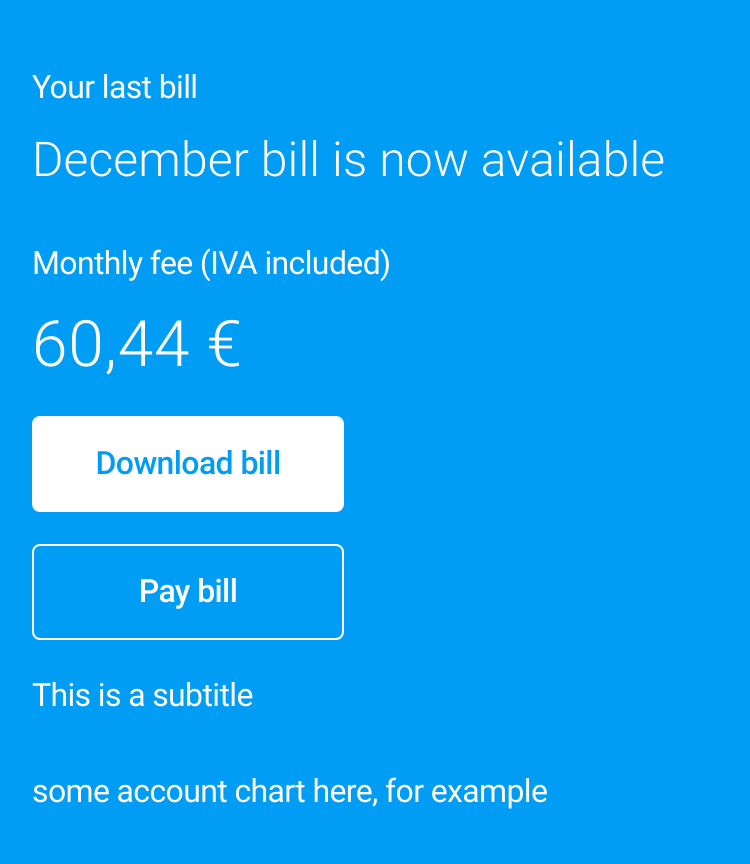 Your last bill
December bill is now available
Monthly fee (IVA included)
60,44 €
Download bill
Pay bill
This is a subtitle
some account chart here, for example